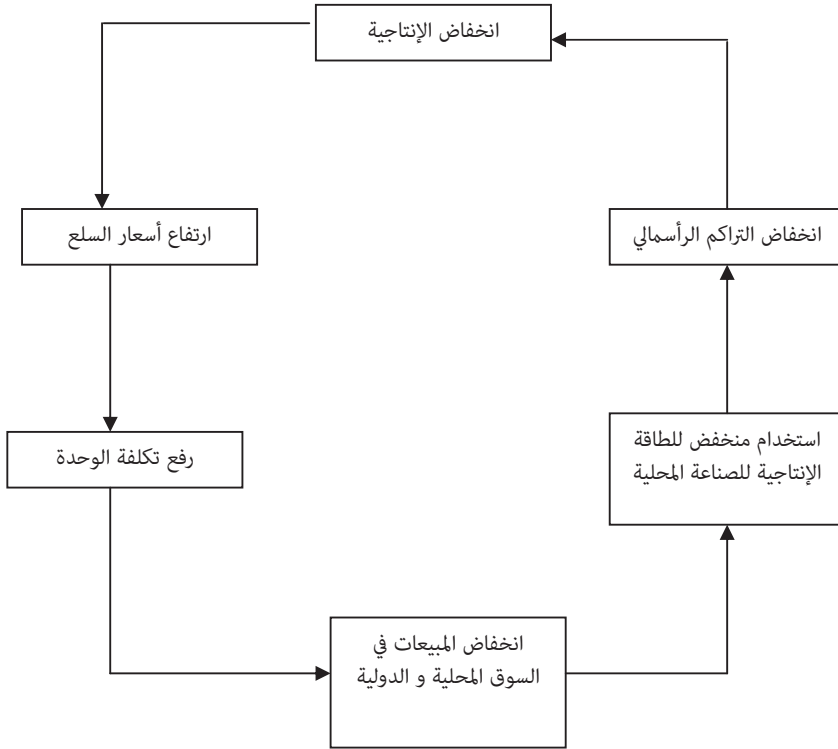 انخفاض الإنتاجية
ارتفاع أسعار السلع
انخفاض التراكم الرأسمالي
رفع تكلفة الوحدة
استخدام منخفض للطاقة
الإنتاجية للصناعة المحلية
انخفاض المبيعات في
السوق المحلية و الدولية